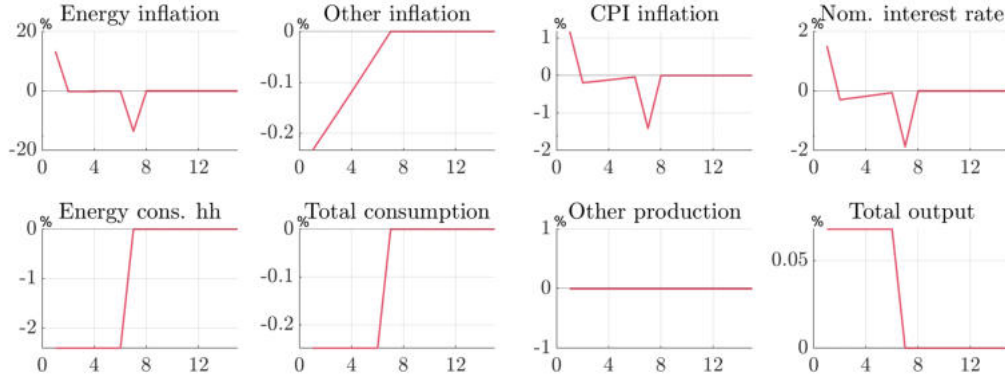 Energy inflation Other inflation CPI inflation Nom. interest rate
% % % %
20 0 1 2
-0.1 0
0 0
-1
-0.2
-20 -2 -2
0 4 8 12 0 4 8 12 0 4 8 12 0 4 8 12
Energy cons. hh Total consumption Other production Total output
% % % %
0 0 1
0.05
-1 -0.1 0
-2 -0.2
-1 0
0 4 8 12 0 4 8 12 0 4 8 12 0 4 8 12